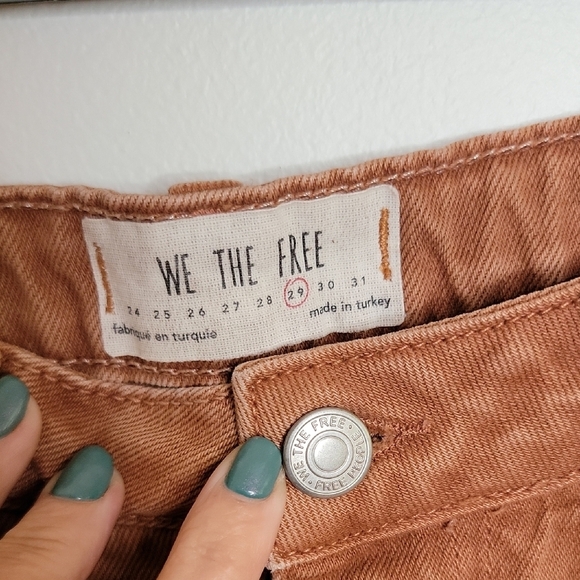 WE THE FREE
24 25 26 27 28 29 30 31
fabriqué en turquie made in turkey
WE THE FREE • FREE PEOPLE •